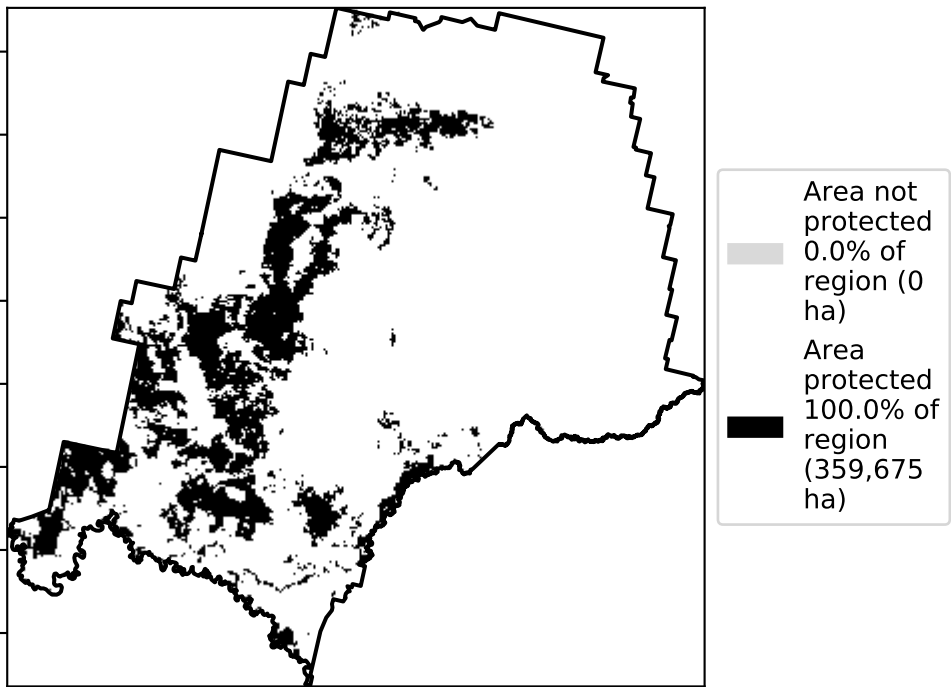 Area not
protected
0.0% of
region (0
ha)
Area
protected
100.0% of
region
(359,675
ha)